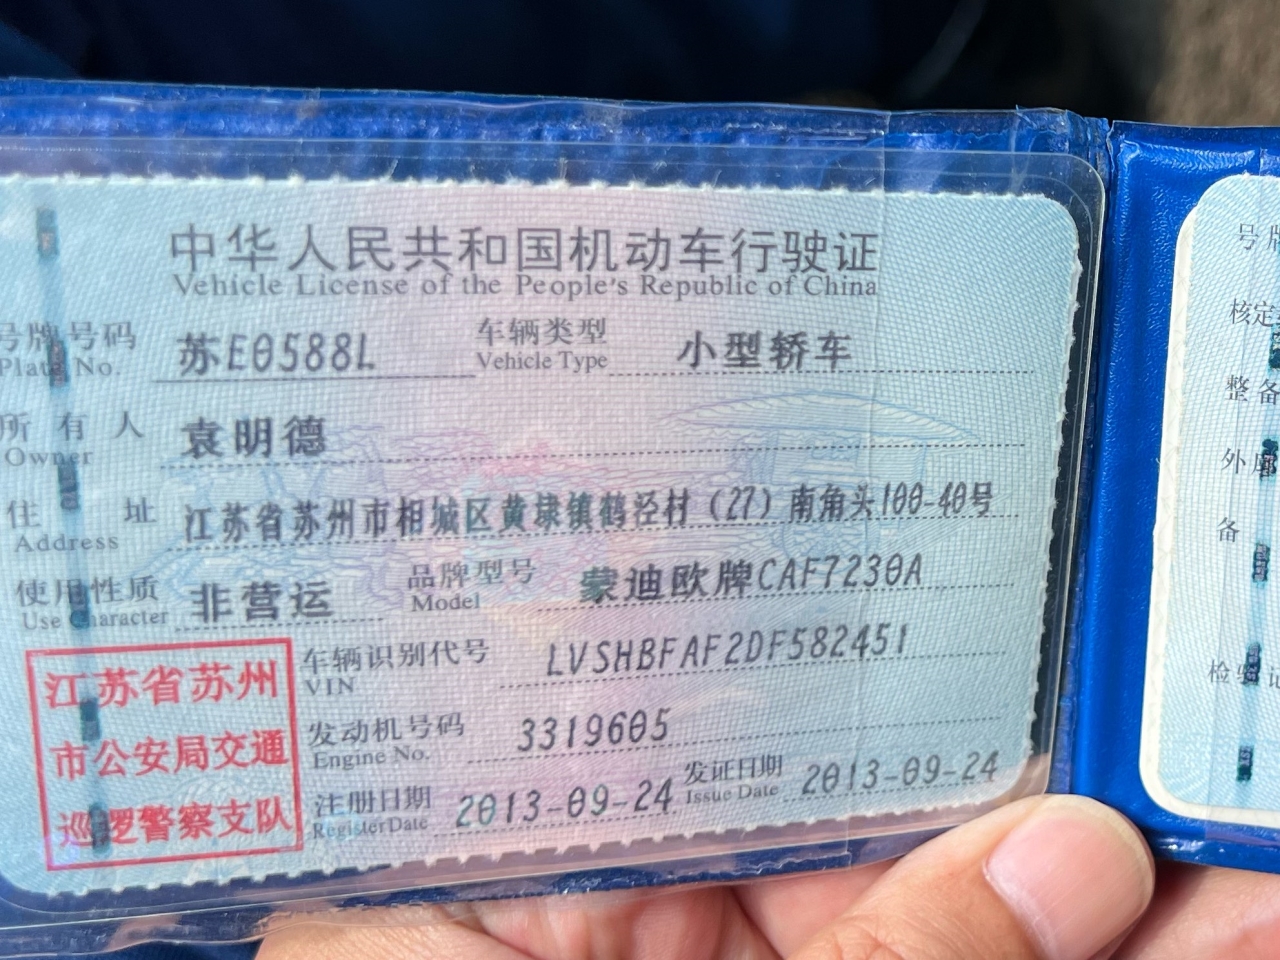 中华人民共和国机动车行驶证
Vehicle License of the People's Republic of China
号牌号码 苏E0588L 车辆类型 小型轿车
Plate No. Vehicle Type
所有人 袁明德
Owner
住址 江苏省苏州市相城区黄埭镇鹤泾村（27）南角头100-40号
Address
使用性质 非营运 品牌型号 蒙迪欧牌CAF7230A
Use Character Model
车辆识别代号 LVSHBFAF2DF582451
VIN
发动机号码 3319605
Engine No.
注册日期 2013-09-24 发证日期 2013-09-24
Register Date Issue Date
江苏省苏州
市公安局交通
巡逻警察支队
号牌
核定
整备
外廓
备
检验记